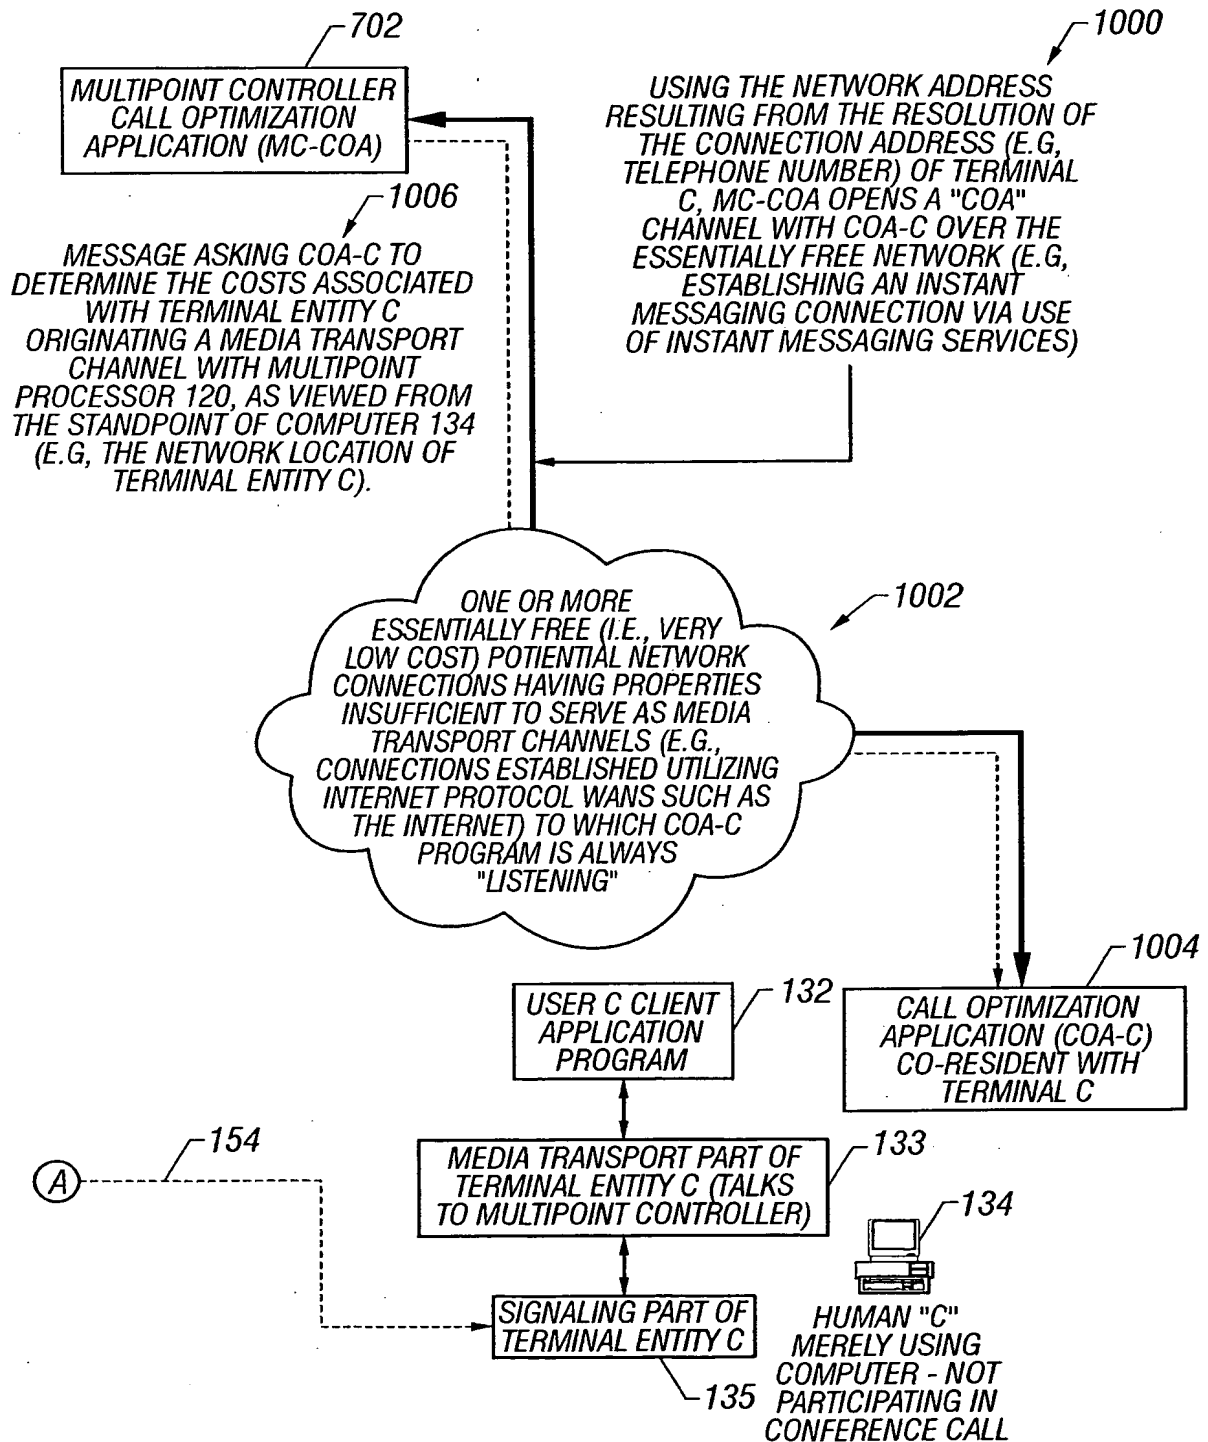 702
MULTIPOINT CONTROLLER
CALL OPTIMIZATION
APPLICATION (MC-COA)
1000
USING THE NETWORK ADDRESS
RESULTING FROM THE RESOLUTION OF
THE CONNECTION ADDRESS (E.G,
TELEPHONE NUMBER) OF TERMINAL
C, MC-COA OPENS A "COA"
CHANNEL WITH COA-C OVER THE
ESSENTIALLY FREE NETWORK (E.G,
ESTABLISHING AN INSTANT
MESSAGING CONNECTION VIA USE
OF INSTANT MESSAGING SERVICES)
1006
MESSAGE ASKING COA-C TO
DETERMINE THE COSTS ASSOCIATED
WITH TERMINAL ENTITY C
ORIGINATING A MEDIA TRANSPORT
CHANNEL WITH MULTIPOINT
PROCESSOR 120, AS VIEWED FROM
THE STANDPOINT OF COMPUTER 134
(E.G, THE NETWORK LOCATION OF
TERMINAL ENTITY C).
1002
ONE OR MORE
ESSENTIALLY FREE (I.E., VERY
LOW COST) POTIENTIAL NETWORK
CONNECTIONS HAVING PROPERTIES
INSUFFICIENT TO SERVE AS MEDIA
TRANSPORT CHANNELS (E.G.,
CONNECTIONS ESTABLISHED UTILIZING
INTERNET PROTOCOL WANS SUCH AS
THE INTERNET) TO WHICH COA-C
PROGRAM IS ALWAYS
"LISTENING"
1004
CALL OPTIMIZATION
APPLICATION (COA-C)
CO-RESIDENT WITH
TERMINAL C
132
USER C CLIENT
APPLICATION
PROGRAM
133
MEDIA TRANSPORT PART OF
TERMINAL ENTITY C (TALKS
TO MULTIPOINT CONTROLLER)
154
A
134
SIGNALING PART OF
TERMINAL ENTITY C
135
HUMAN "C"
MERELY USING
COMPUTER - NOT
PARTICIPATING IN
CONFERENCE CALL